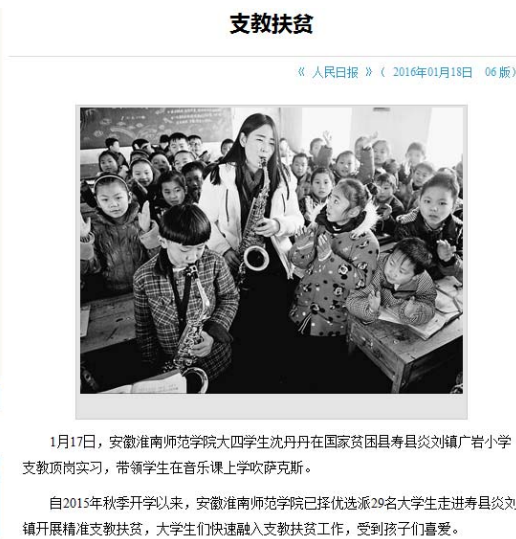 支教扶贫
《 人民日报 》（ 2016年01月18日 06 版）
1月17日，安徽淮南师范学院大四学生沈丹丹在国家贫困县寿县炎刘镇广岩小学
支教顶岗实习，带领学生在音乐课上学吹萨克斯。
自2015年秋季开学以来，安徽淮南师范学院已择优选派29名大学生走进寿县炎刘
镇开展精准支教扶贫，大学生们快速融入支教扶贫工作，受到孩子们喜爱。